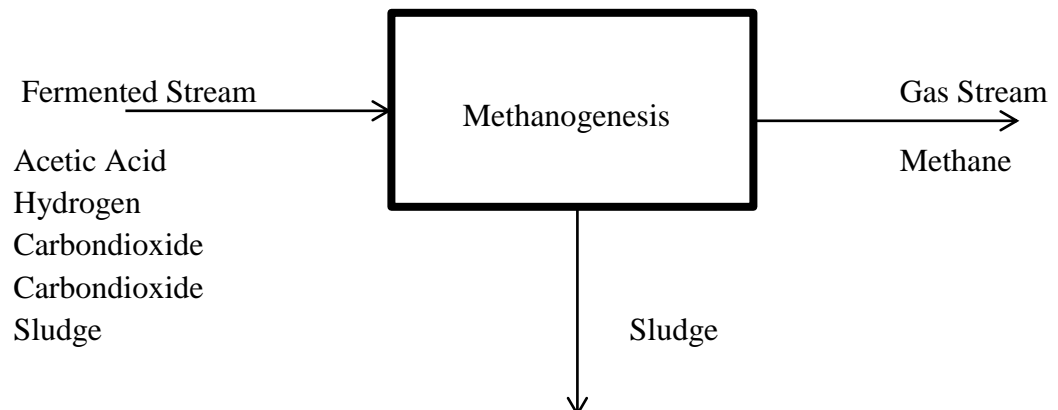 Fermented Stream
Methanogenesis
Gas Stream
Acetic Acid
Methane
Hydrogen
Carbondioxide
Carbondioxide
Sludge
Sludge